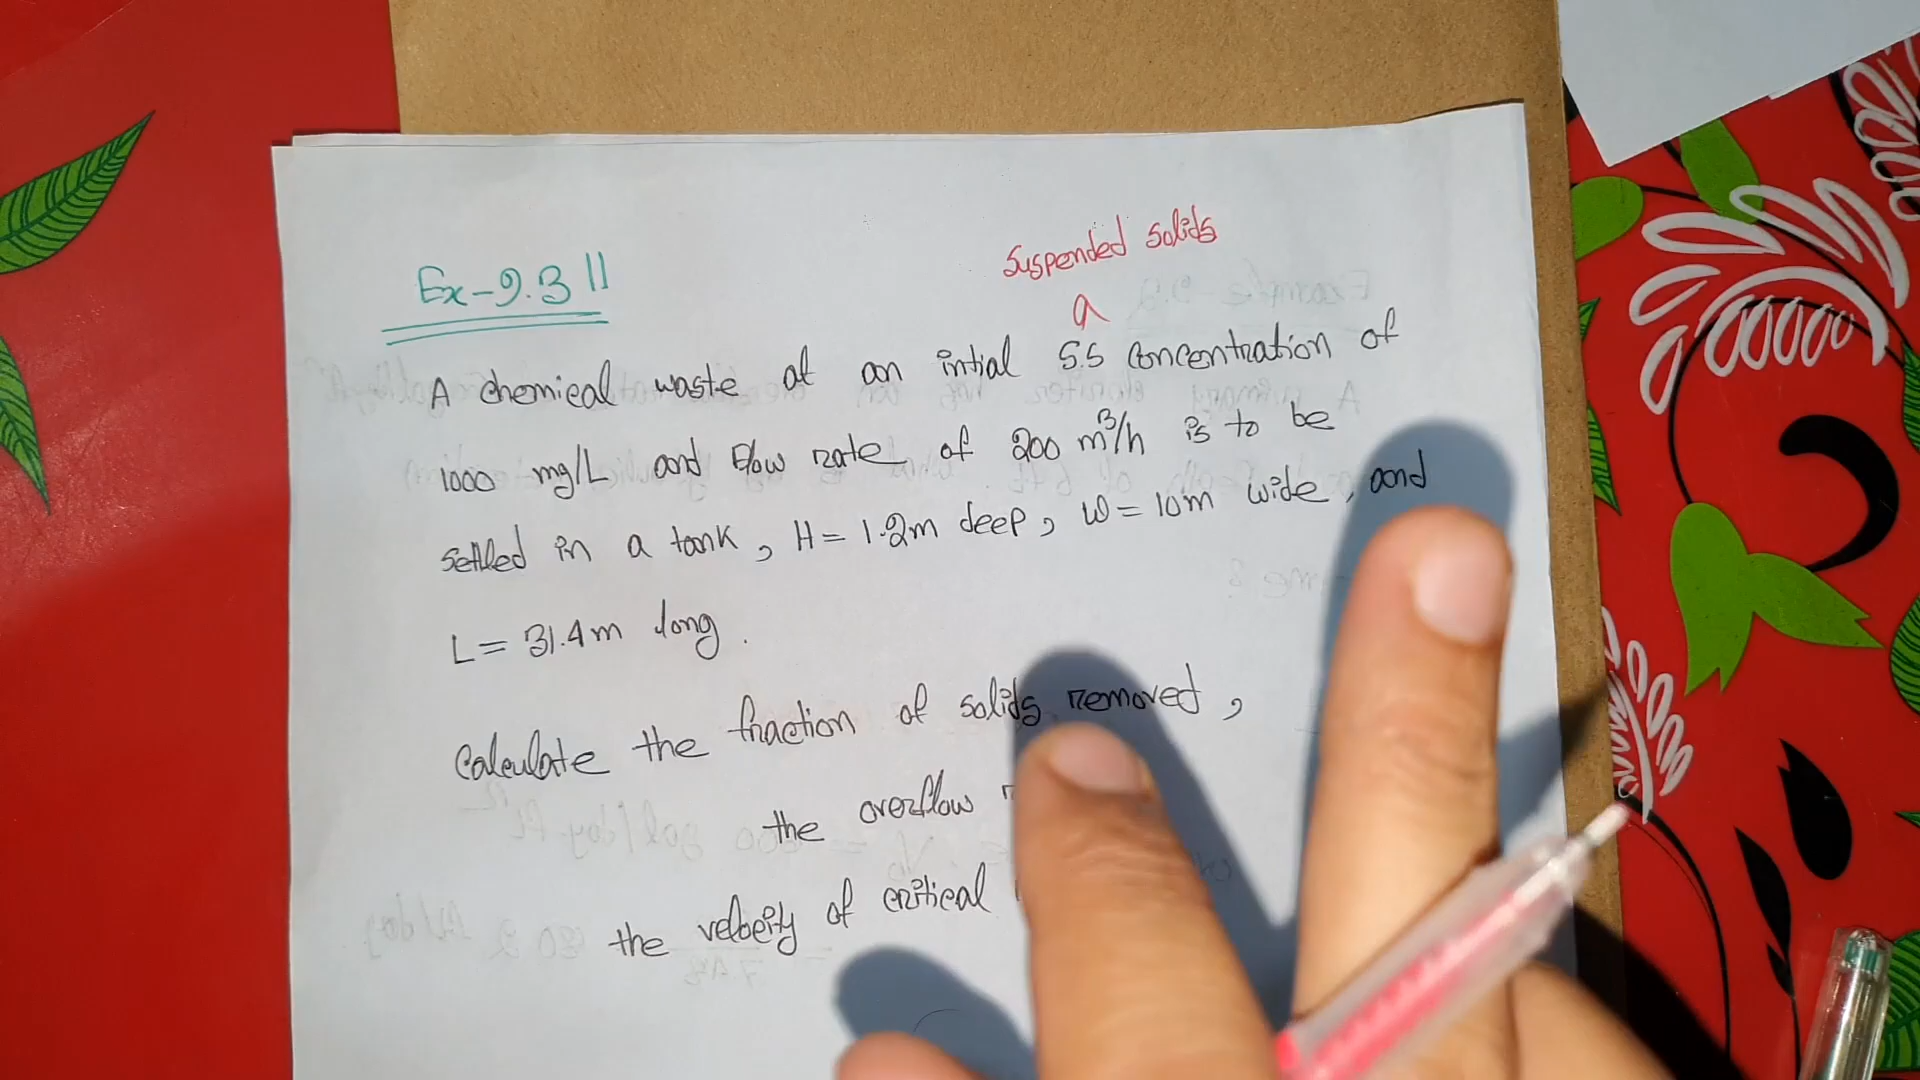 Suspended solids
Ex-9.3
A chemical waste at an intial S.S concentration of
1000 mg/L and flow rate of 200 m³/h is to be
settled in a tank, H = 1.2m deep, W = 10m wide, and
L = 31.4m long.
Calculate the fraction of solids removed,
the overflow
the velocity of critical